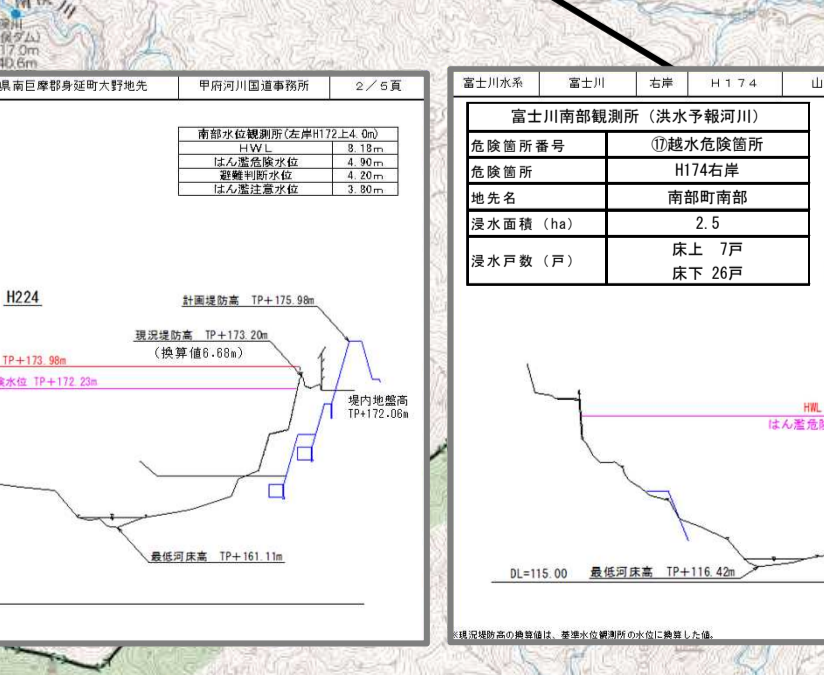 17.0m
40.6m
県南巨摩郡身延町大野地先 甲府河川国道事務所 2/5頁
南部水位観測所(左岸H172上4.0m)
HWL 8.18m
はん濫危険水位 4.90m
避難判断水位 4.20m
はん濫注意水位 3.80m
H224
計画堤防高 TP+175.98m
現況堤防高 TP+173.20m
(換算値6.68m)
TP+173.98m
水位 TP+172.23m
堤内地盤高
TP+172.06m
最低河床高 TP+161.11m
富士川水系 富士川 右岸 H174 山
富士川南部観測所(洪水予報河川)
危険箇所番号 ⑰越水危険箇所
危険箇所 H174右岸
地先名 南部町南部
浸水面積(ha) 2.5
浸水戸数(戸) 床上 7戸
床下 26戸
HWL
はん濫危険
DL=115.00 最低河床高 TP+116.42m
※現況堤防高の換算値は、基準水位観測所の水位に換算した値。